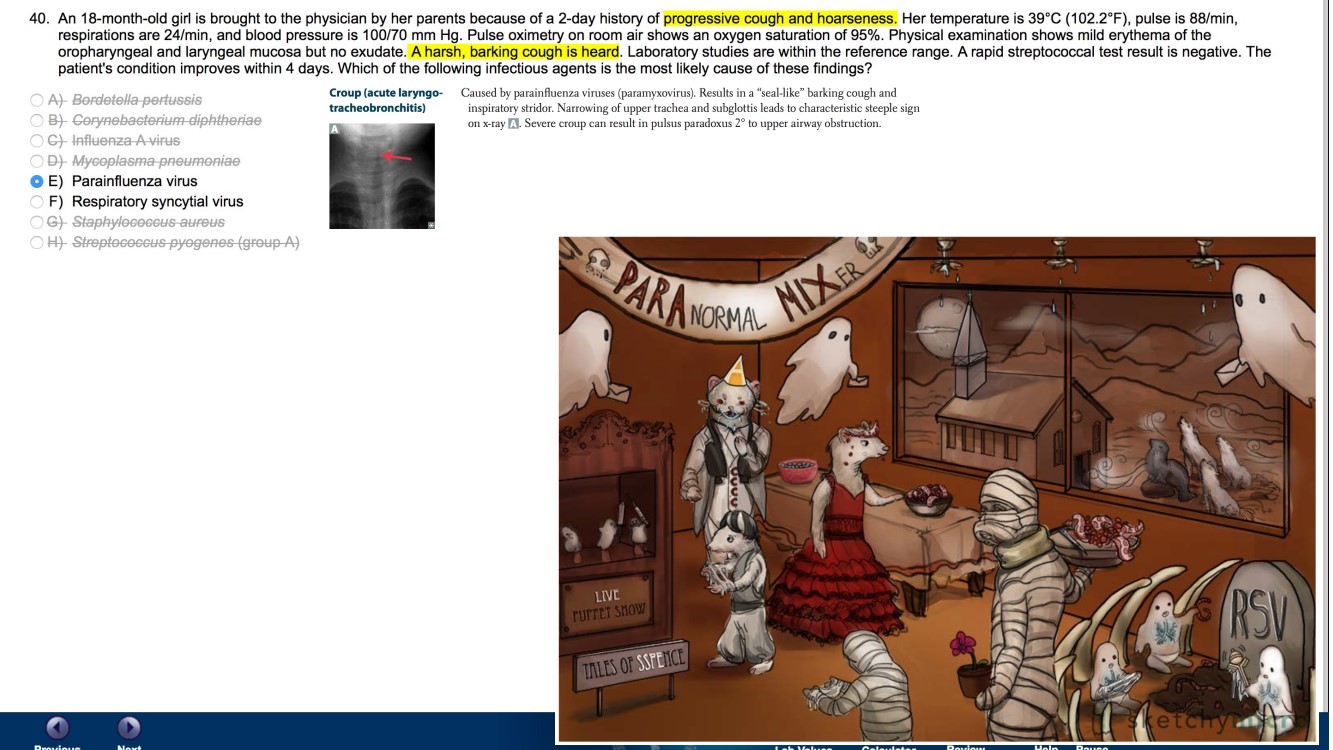 40. An 18-month-old girl is brought to the physician by her parents because of a 2-day history of progressive cough and hoarseness. Her temperature is 39°C (102.2°F), pulse is 88/min,
respirations are 24/min, and blood pressure is 100/70 mm Hg. Pulse oximetry on room air shows an oxygen saturation of 95%. Physical examination shows mild erythema of the
oropharyngeal and laryngeal mucosa but no exudate. A harsh, barking cough is heard. Laboratory studies are within the reference range. A rapid streptococcal test result is negative. The
patient's condition improves within 4 days. Which of the following infectious agents is the most likely cause of these findings?
A) Bordetella pertussis
B) Corynebacterium diphtheriae
C) Influenza A virus
D) Mycoplasma pneumoniae
E) Parainfluenza virus
F) Respiratory syncytial virus
G) Staphylococcus aureus
H) Streptococcus pyogenes (group A)
Croup (acute laryngo-
tracheobronchitis)
A
Caused by parainfluenza viruses (paramyxovirus). Results in a “seal-like” barking cough and
inspiratory stridor. Narrowing of upper trachea and subglottis leads to characteristic steeple sign
on x-ray A. Severe croup can result in pulsus paradoxus 2° to upper airway obstruction.
PARANORMAL MIXER
LIVE
PUPPET SHOW
TALES OF SSPENCE
RSV
sketchy
Previous
Next
Lab Values
Calculator
Review
Help
Pause